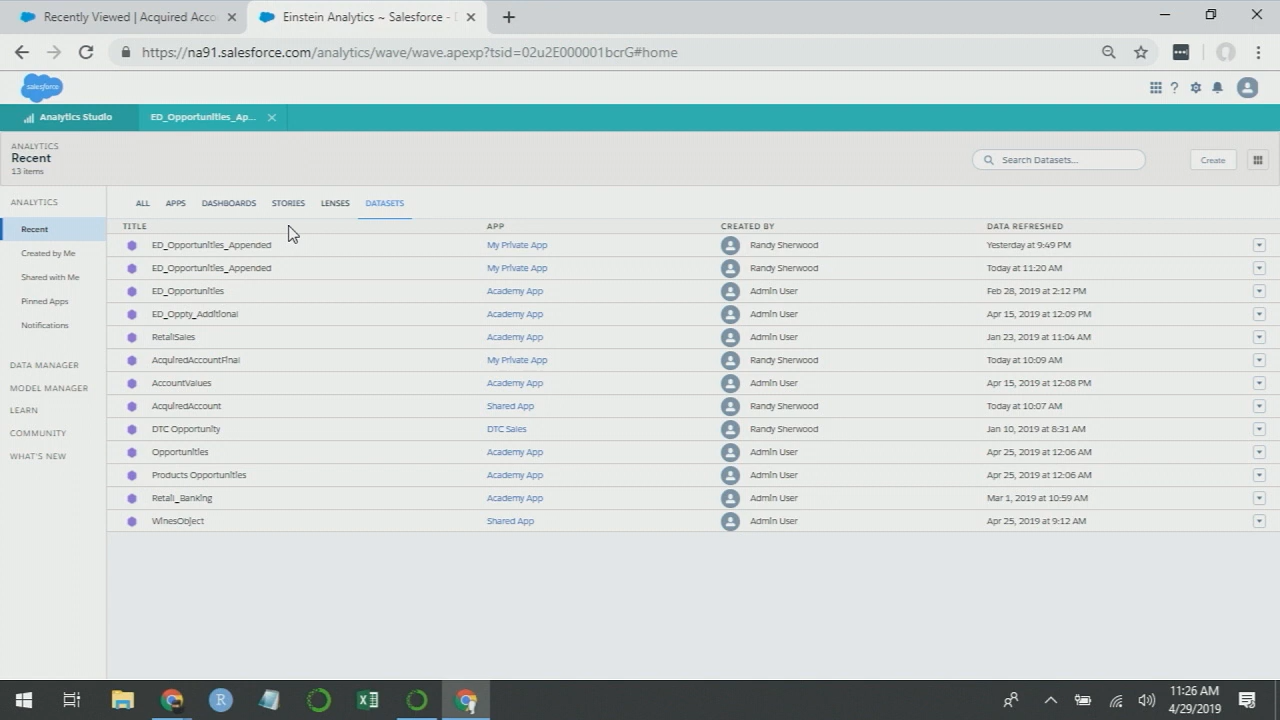 Recently Viewed | Acquired Acco
Einstein Analytics ~ Salesforce -
https://na91.salesforce.com/analytics/wave/wave.apexp?tsid=02u2E000001bcrG#home
salesforce
Analytics Studio
ED_Opportunities_Ap...
ANALYTICS
Recent
13 items
Search Datasets...
Create
ANALYTICS
Recent
Created by Me
Shared with Me
Pinned Apps
Notifications
DATA MANAGER
MODEL MANAGER
LEARN
COMMUNITY
WHAT'S NEW
ALL APPS DASHBOARDS STORIES LENSES DATASETS
TITLE APP CREATED BY DATA REFRESHED
ED_Opportunities_Appended My Private App Randy Sherwood Yesterday at 9:49 PM
ED_Opportunities_Appended My Private App Randy Sherwood Today at 11:20 AM
ED_Opportunities Academy App Admin User Feb 28, 2019 at 2:12 PM
ED_Oppty_Additional Academy App Admin User Apr 15, 2019 at 12:09 PM
RetailSales Academy App Admin User Jan 23, 2019 at 11:04 AM
AcquiredAccountFinal My Private App Randy Sherwood Today at 10:09 AM
AccountValues Academy App Admin User Apr 15, 2019 at 12:08 PM
AcquiredAccount Shared App Randy Sherwood Today at 10:07 AM
DTC Opportunity DTC Sales Randy Sherwood Jan 10, 2019 at 8:31 AM
Opportunities Academy App Admin User Apr 25, 2019 at 12:06 AM
Products Opportunities Academy App Admin User Apr 25, 2019 at 12:06 AM
Retail_Banking Academy App Admin User Mar 1, 2019 at 10:59 AM
WinesObject Shared App Admin User Apr 25, 2019 at 9:12 AM
R
11:26 AM
4/29/2019